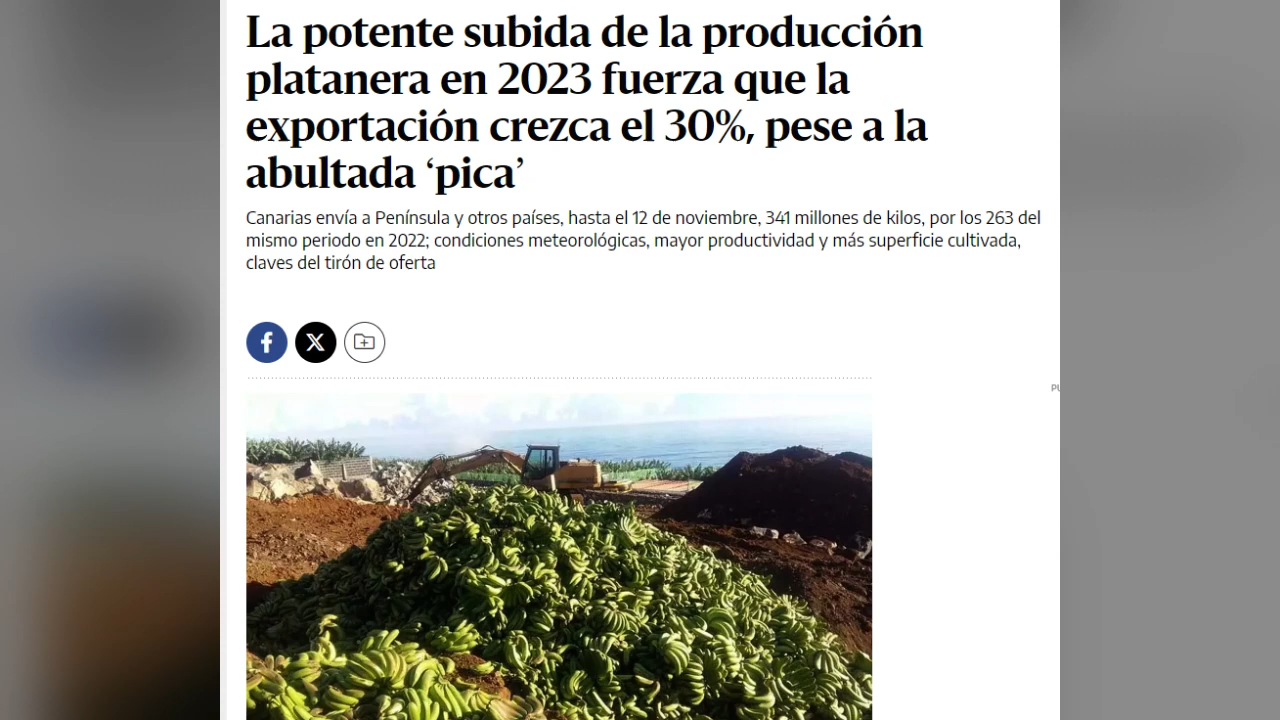 La potente subida de la producción
platanera en 2023 fuerza que la
exportación crezca el 30%, pese a la
abultada ‘pica’
Canarias envía a Península y otros países, hasta el 12 de noviembre, 341 millones de kilos, por los 263 del
mismo periodo en 2022; condiciones meteorológicas, mayor productividad y más superficie cultivada,
claves del tirón de oferta